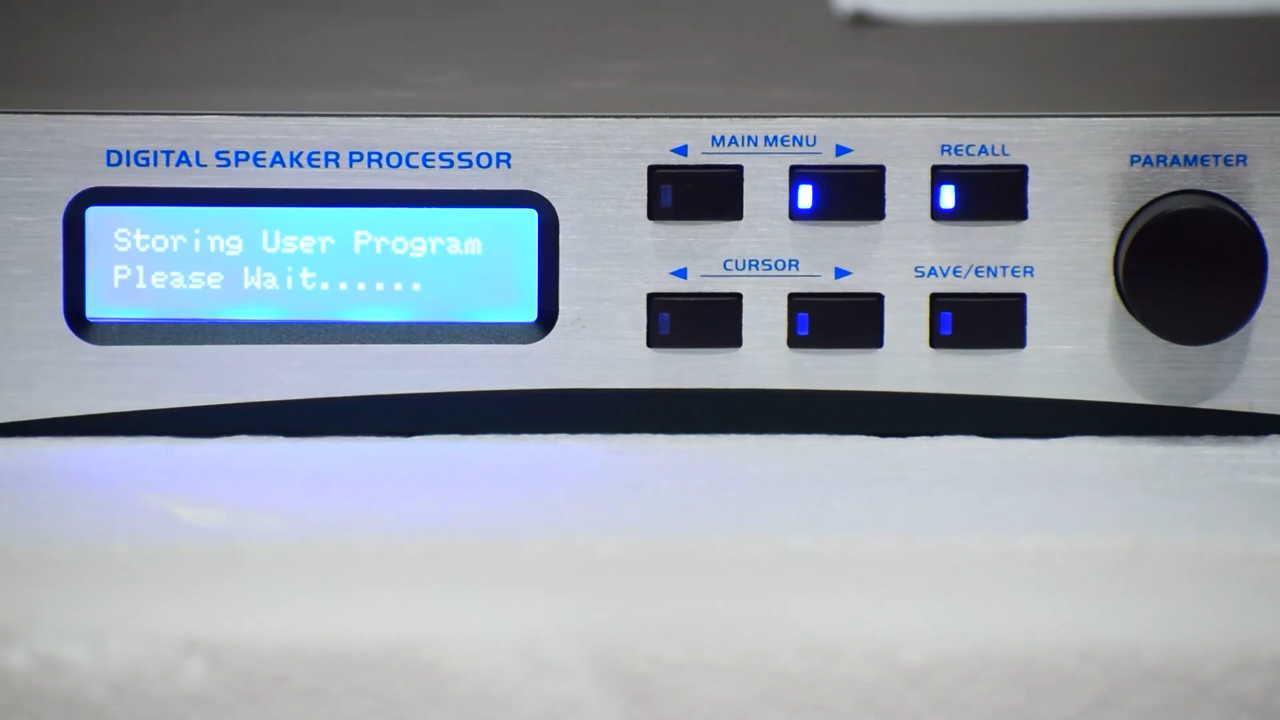 DIGITAL SPEAKER PROCESSOR
Storing User Program
Please Wait......
MAIN MENU
RECALL
PARAMETER
CURSOR
SAVE/ENTER